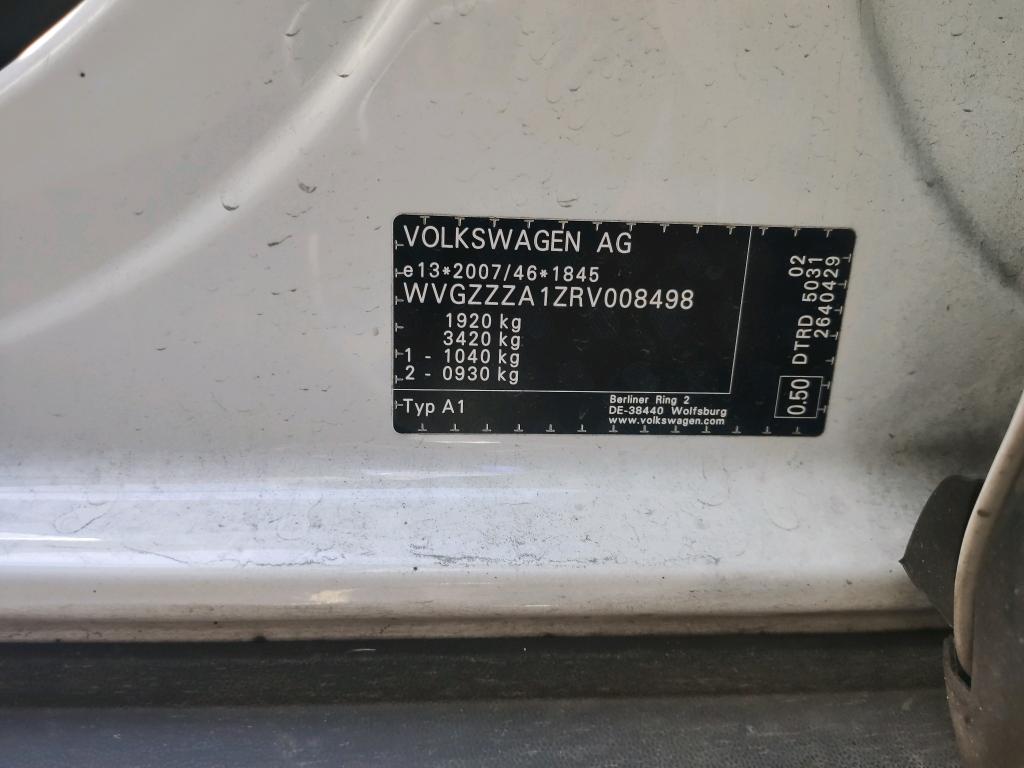 VOLKSWAGEN AG
e13*2007/46*1845
WVGZZZA1ZRV008498
1920 kg
3420 kg
1 - 1040 kg
2 - 0930 kg
Typ A1
Berliner Ring 2
DE-38440 Wolfsburg
www.volkswagen.com
0.50
DTRD 5031 02
2640429